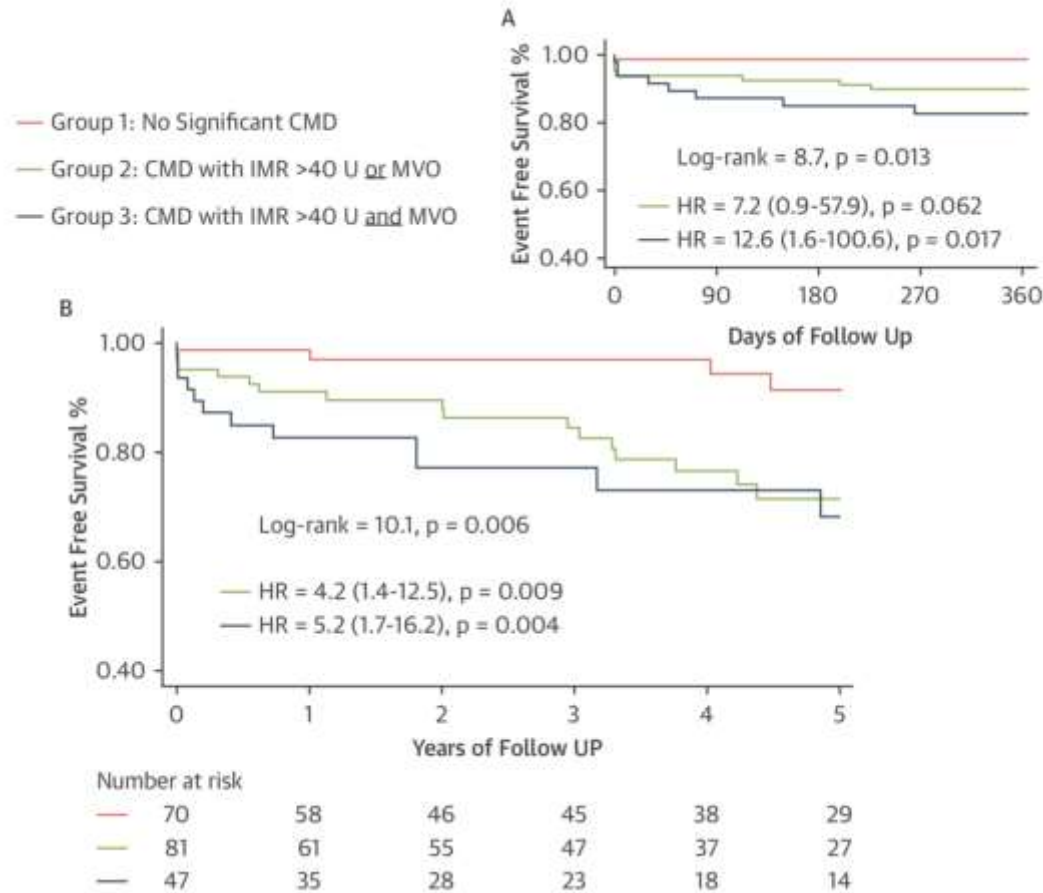 Group 1: No Significant CMD
Group 2: CMD with IMR >40 U or MVO
Group 3: CMD with IMR >40 U and MVO
A
Event Free Survival %
1.00
0.80
0.60
0.40
Log-rank = 8.7, p = 0.013
HR = 7.2 (0.9-57.9), p = 0.062
HR = 12.6 (1.6-100.6), p = 0.017
0 90 180 270 360
Days of Follow Up
B
Event Free Survival %
1.00
0.80
0.60
0.40
Log-rank = 10.1, p = 0.006
HR = 4.2 (1.4-12.5), p = 0.009
HR = 5.2 (1.7-16.2), p = 0.004
0 1 2 3 4 5
Years of Follow UP
Number at risk
70 58 46 45 38 29
81 61 55 47 37 27
47 35 28 23 18 14